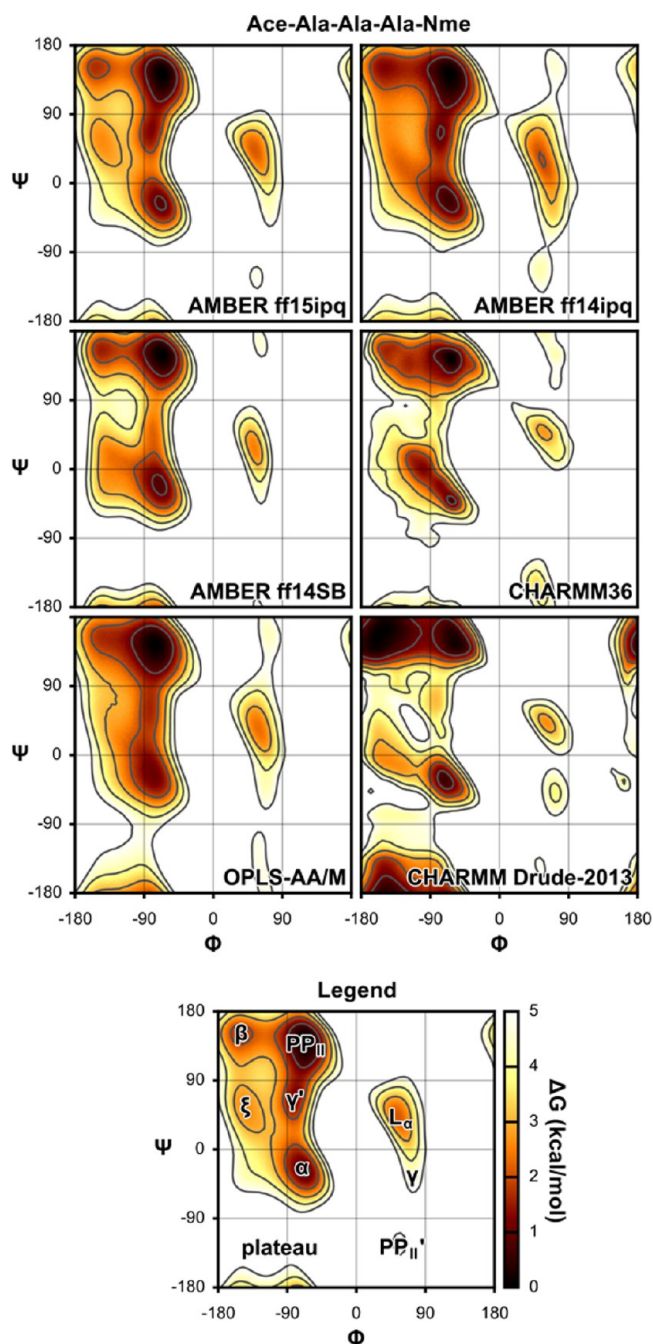 Ace-Ala-Ala-Ala-Nme
180
90
Ψ 0
-90
-180
AMBER ff15ipq
AMBER ff14ipq
90
Ψ 0
-90
-180
AMBER ff14SB
CHARMM36
90
Ψ 0
-90
-180
OPLS-AA/M
CHARMM Drude-2013
-180 -90 0 90 -180 -90 0 90 180
Φ Φ
Legend
180
90
Ψ 0
-90
-180
β PPII
ξ γ'
α
Lα
γ
plateau PPII'
-180 -90 0 90 180
Φ
5
4
3
2
1
0
ΔG (kcal/mol)